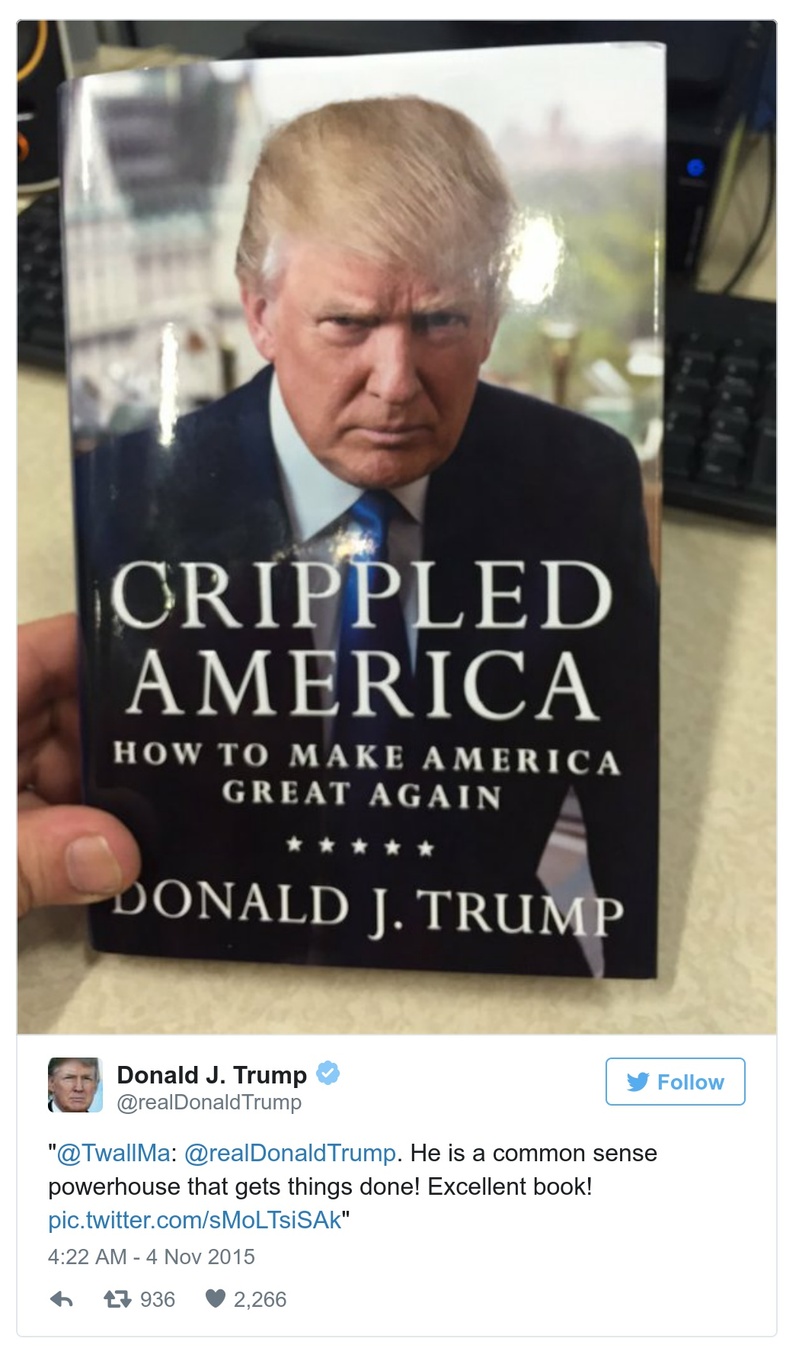 CRIPPLED
AMERICA
HOW TO MAKE AMERICA
GREAT AGAIN
DONALD J. TRUMP
Donald J. Trump
@realDonaldTrump
Follow
"@TwallMa: @realDonaldTrump. He is a common sense
powerhouse that gets things done! Excellent book!
pic.twitter.com/sMoLTsiSAk"
4:22 AM - 4 Nov 2015
936 2,266